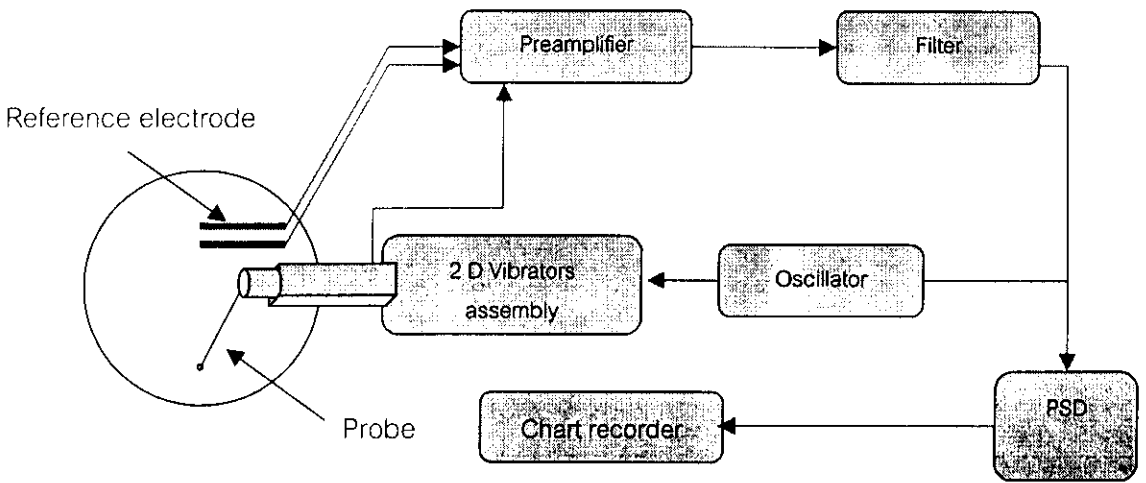 Preamplifier
Filter
Reference electrode
2 D Vibrators
assembly
Oscillator
PSD
Probe
Chart recorder